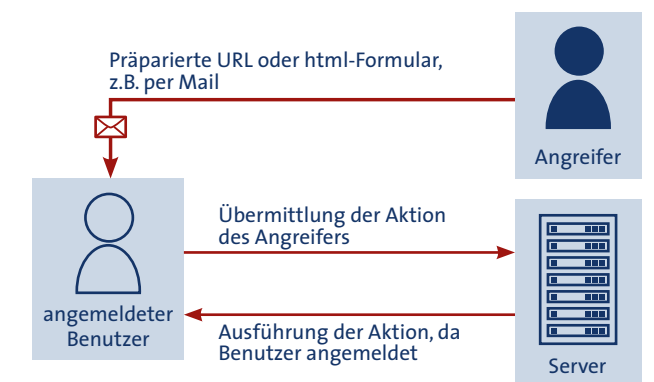 Präparierte URL oder html-Formular,
z.B. per Mail
Angreifer
Übermittlung der Aktion
des Angreifers
angemeldeter
Benutzer
Ausführung der Aktion, da
Benutzer angemeldet
Server